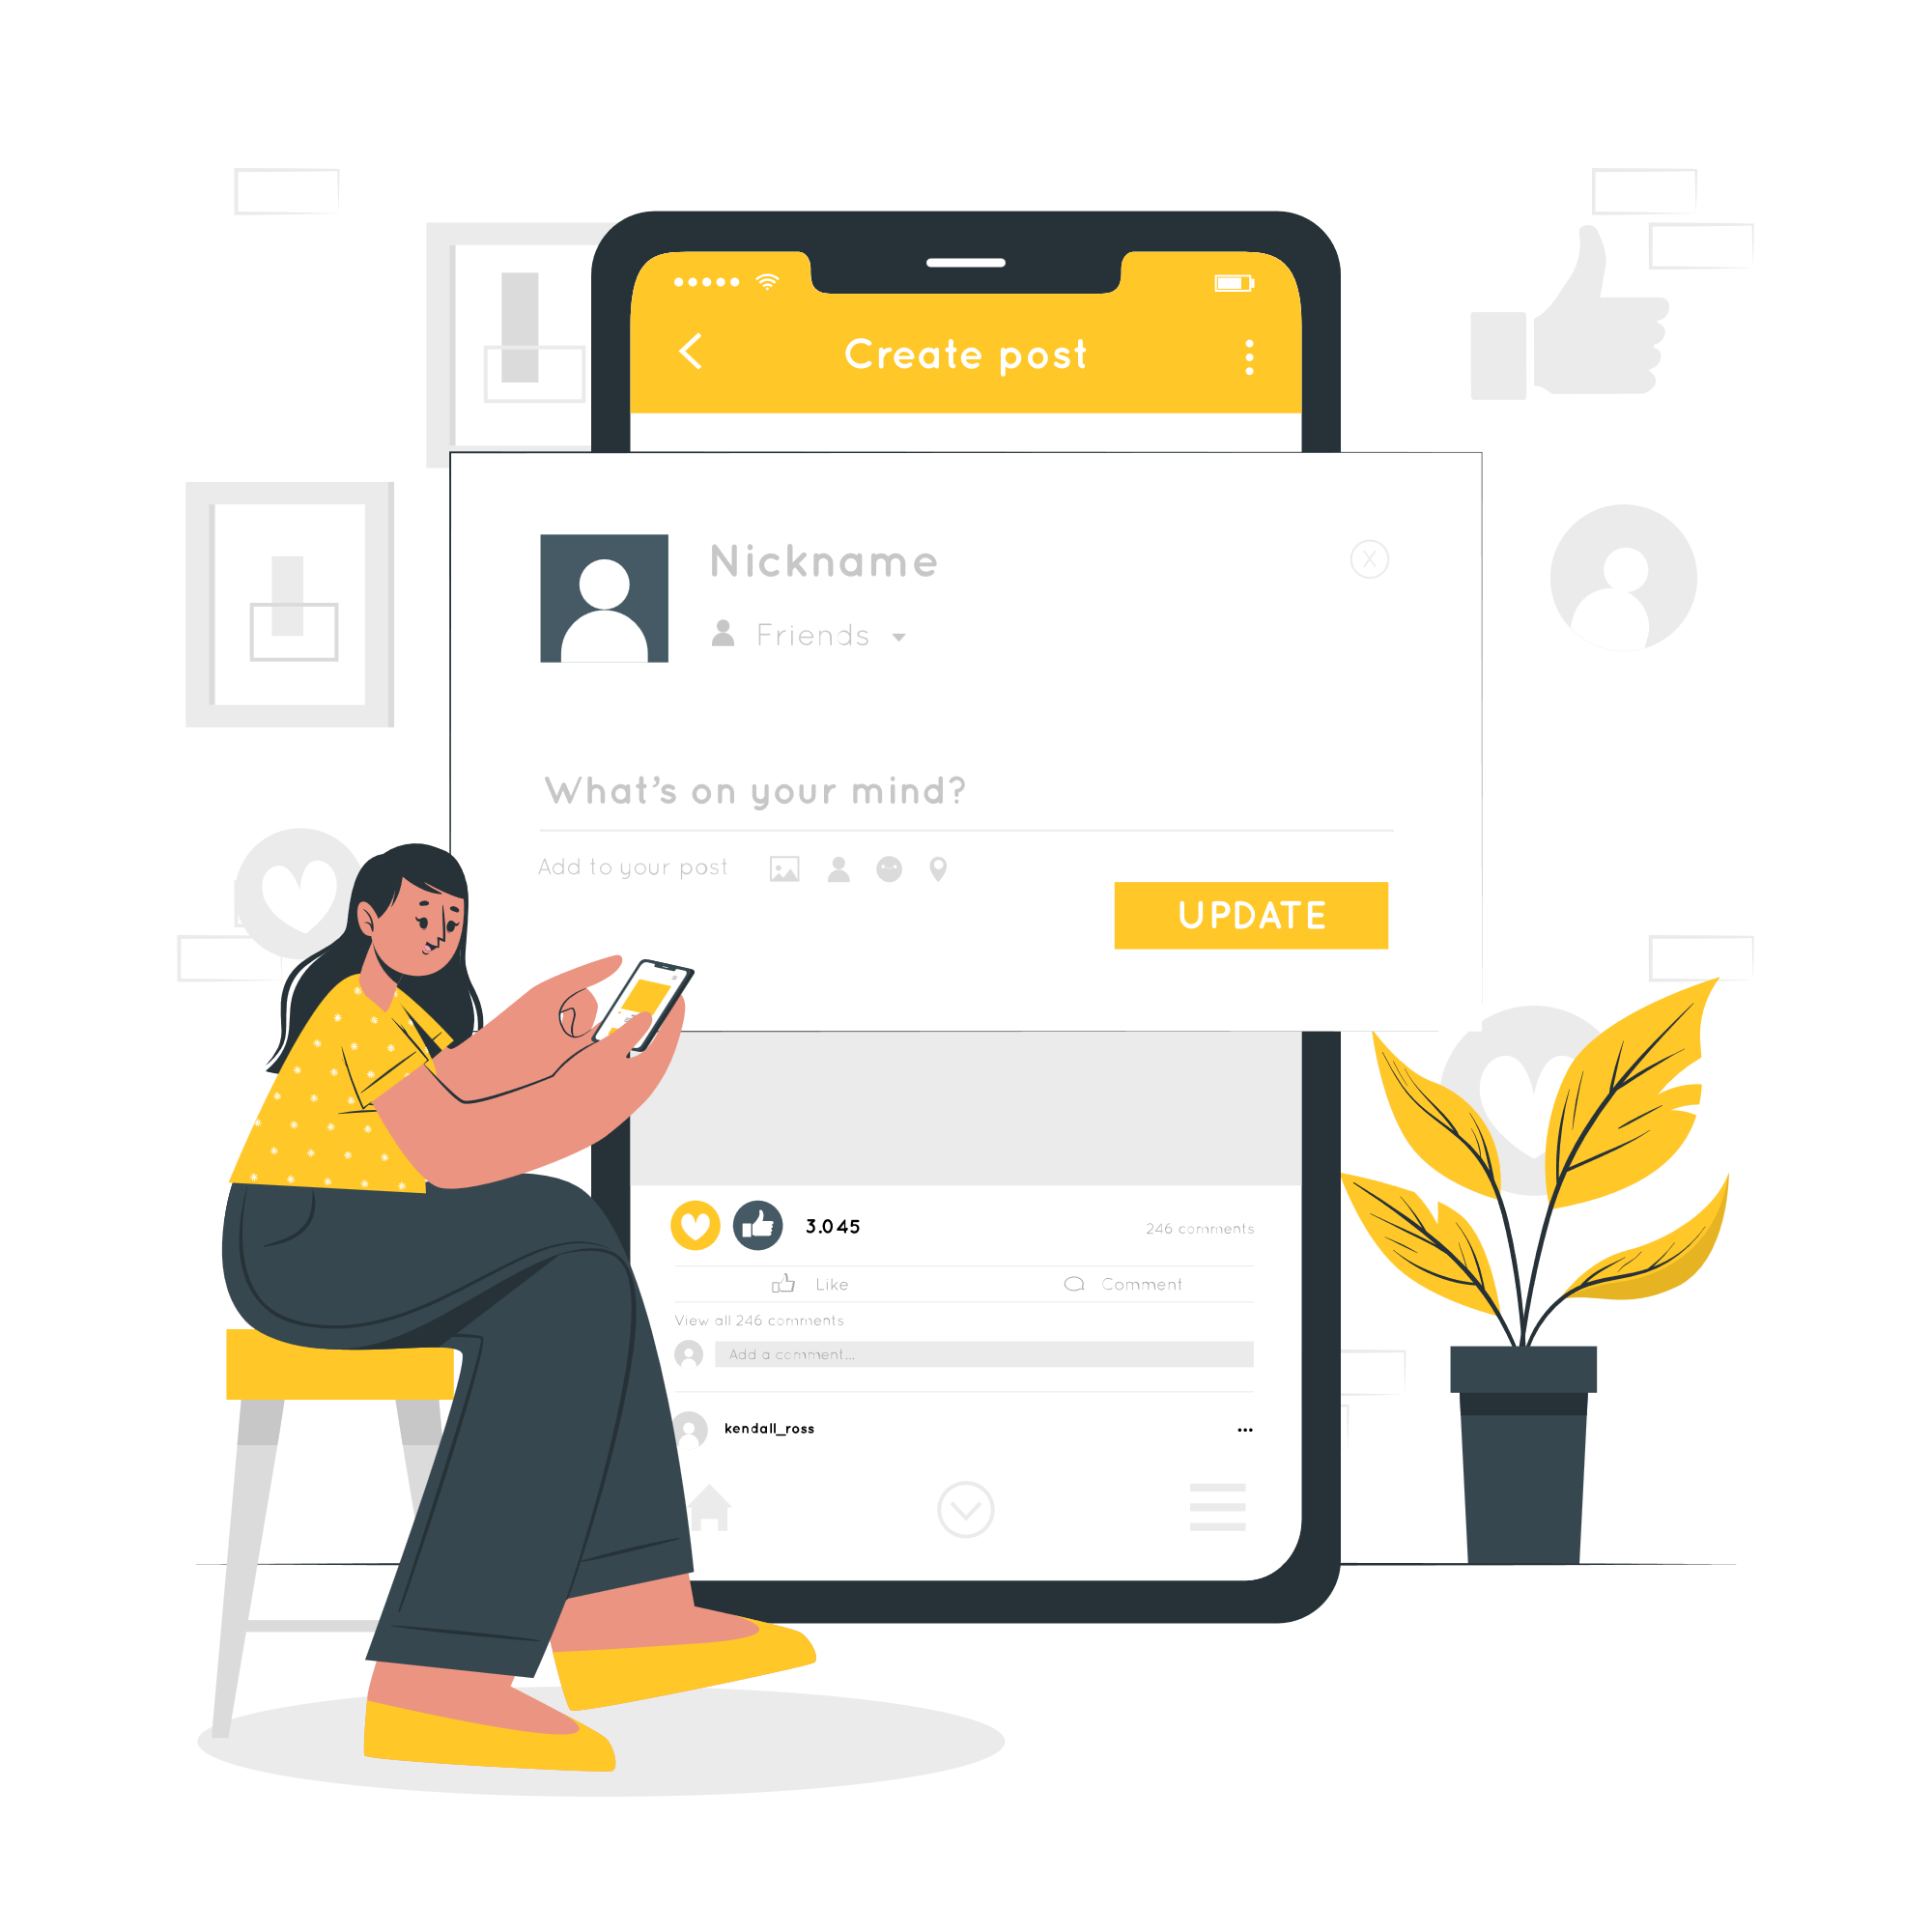 Create post
Nickname
X
Friends
What's on your mind?
Add to your post
UPDATE
3.045
246 comments
Like
Comment
View all 246 comments
Add a comment...
kendall_ross